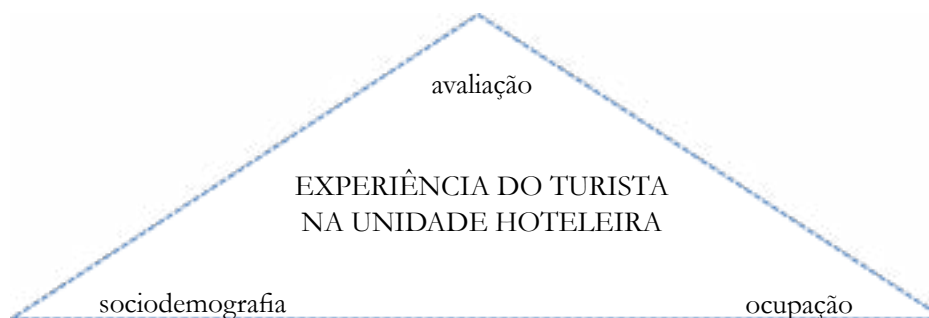 avaliação
EXPERIÊNCIA DO TURISTA
NA UNIDADE HOTELEIRA
sociodemografia
ocupação